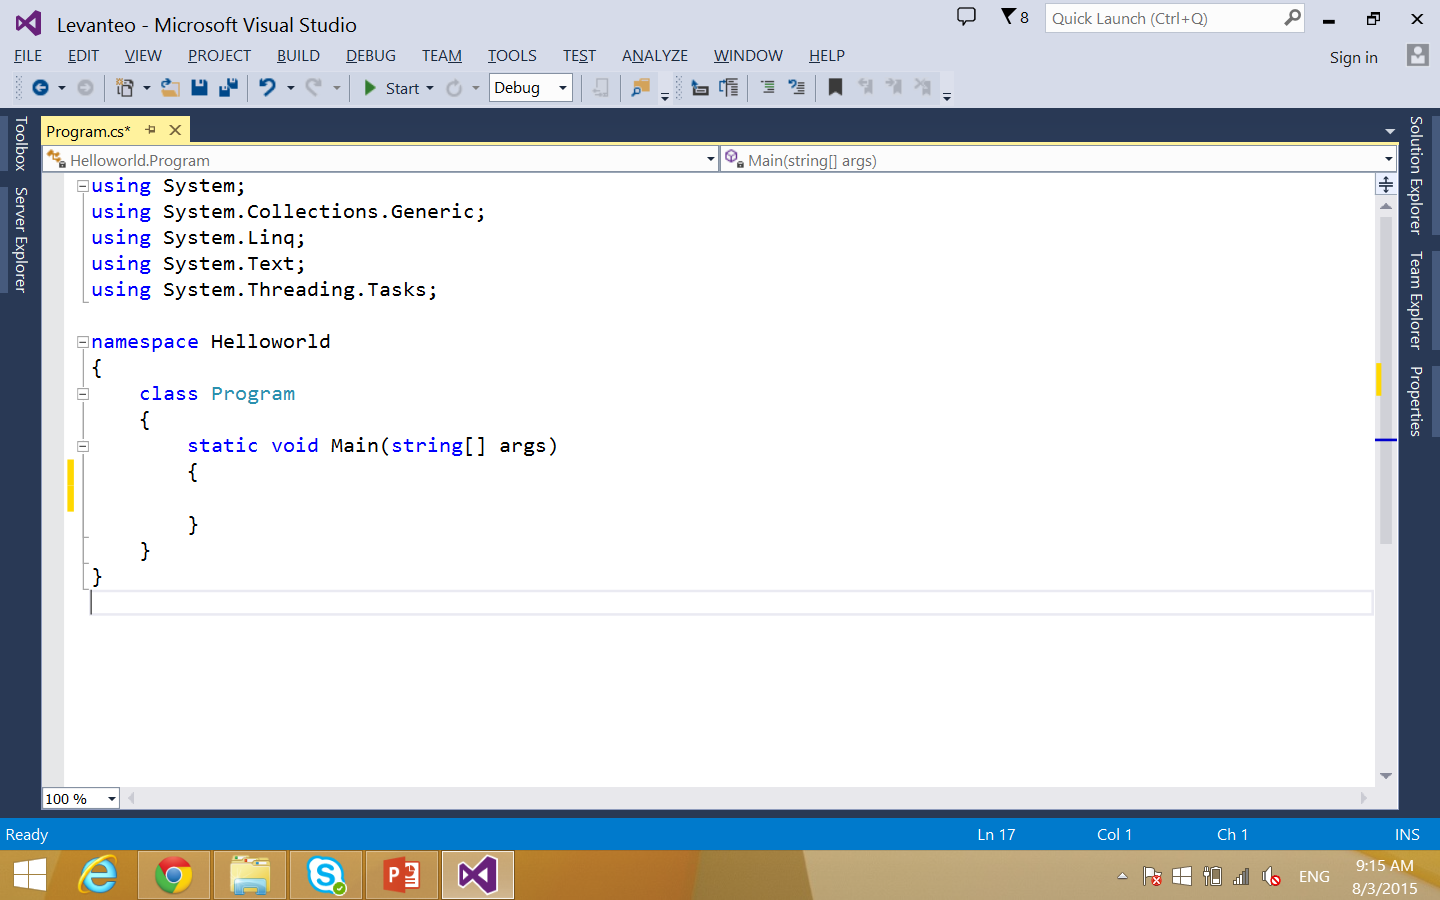 Levanteo - Microsoft Visual Studio
8
Quick Launch (Ctrl+Q)
FILE EDIT VIEW PROJECT BUILD DEBUG TEAM TOOLS TEST ANALYZE WINDOW HELP
Sign in
Start
Debug
Toolbox
Server Explorer
Program.cs*
Helloworld.Program
Main(string[] args)
using System;
using System.Collections.Generic;
using System.Linq;
using System.Text;
using System.Threading.Tasks;
namespace Helloworld
{
class Program
{
static void Main(string[] args)
{
}
}
}
Solution Explorer
Team Explorer
Properties
100 %
Ready
Ln 17
Col 1
Ch 1
INS
ENG
9:15 AM
8/3/2015